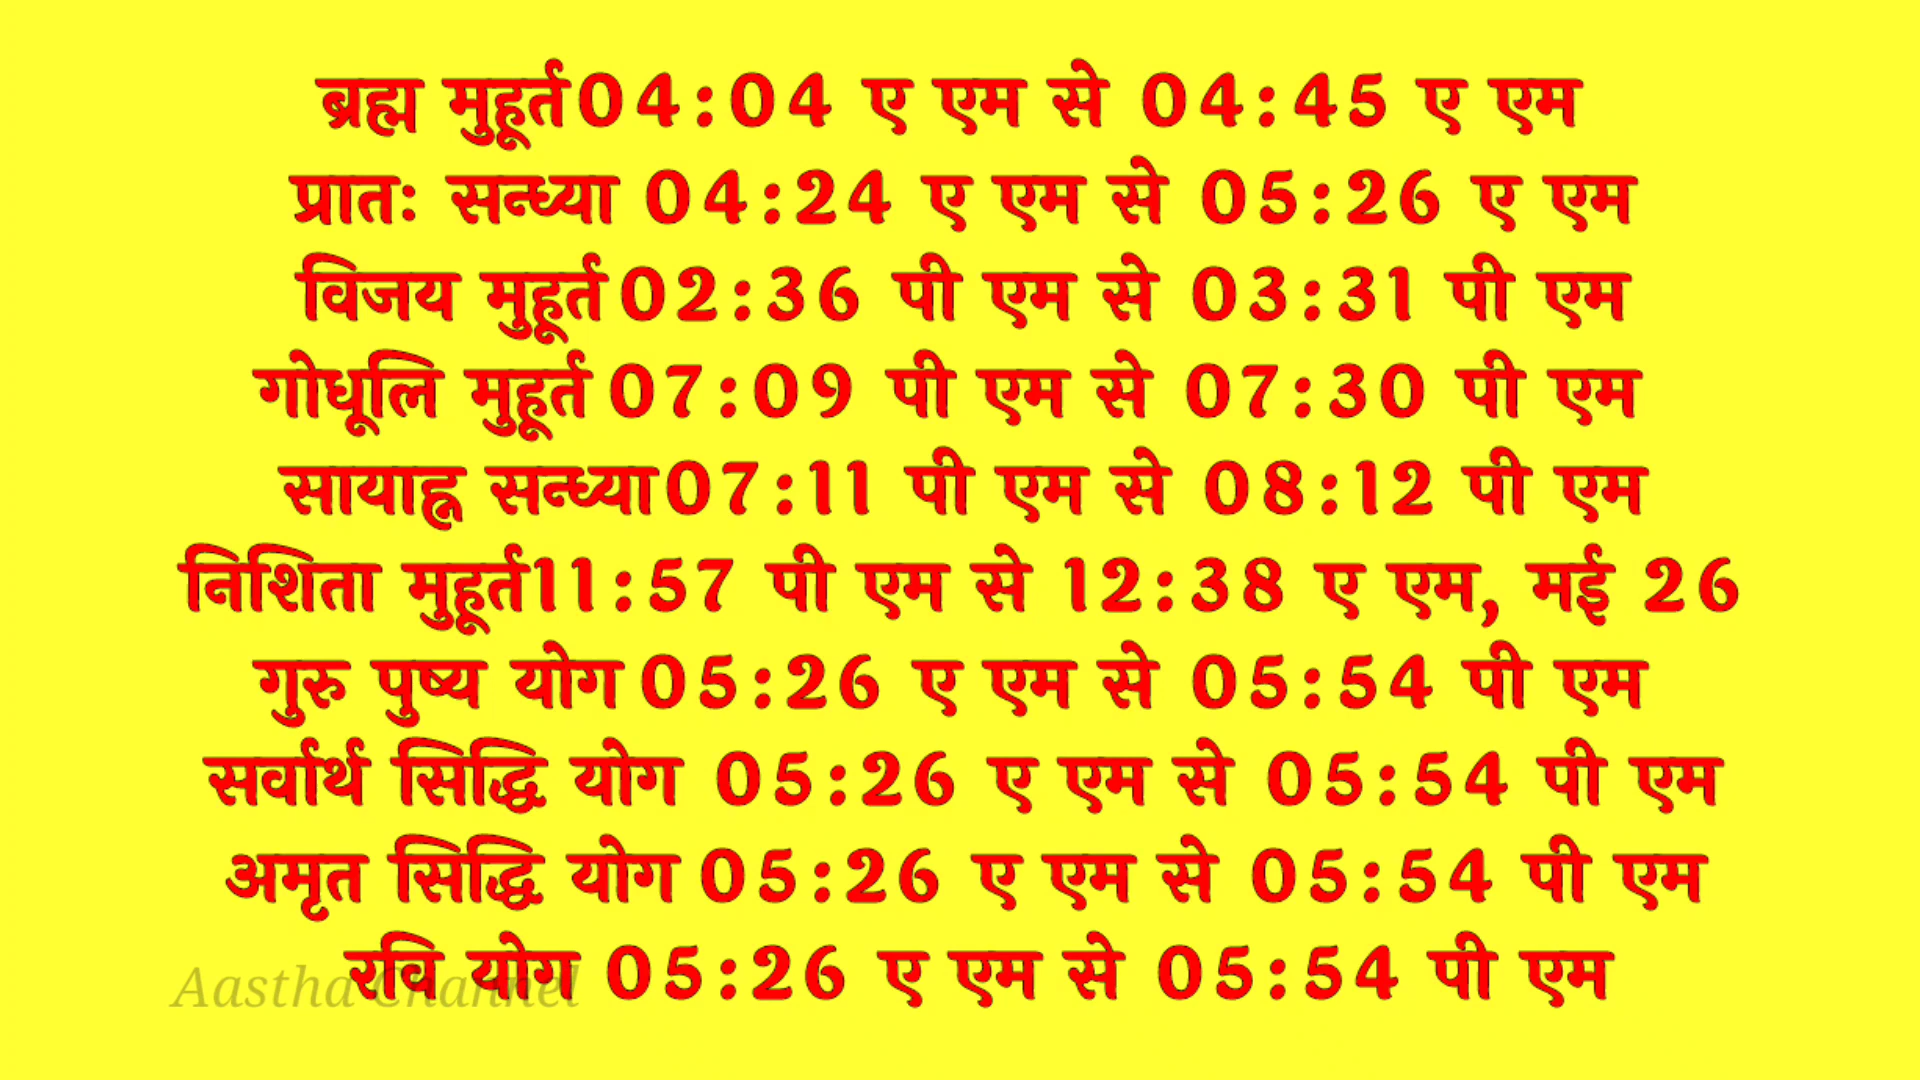 ब्रह्म मुहूर्त04:04 ए एम से 04:45 ए एम
प्रातः सन्ध्या 04:24 ए एम से 05:26 ए एम
विजय मुहूर्त02:36 पी एम से 03:31 पी एम
गोधूलि मुहूर्त 07:09 पी एम से 07:30 पी एम
सायाह्न सन्ध्या07:11 पी एम से 08:12 पी एम
निशिता मुहूर्त11:57 पी एम से 12:38 ए एम, मई 26
गुरु पुष्य योग 05:26 ए एम से 05:54 पी एम
सर्वार्थ सिद्धि योग 05:26 ए एम से 05:54 पी एम
अमृत सिद्धि योग 05:26 ए एम से 05:54 पी एम
रवि योग 05:26 ए एम से 05:54 पी एम
Aastha Channel